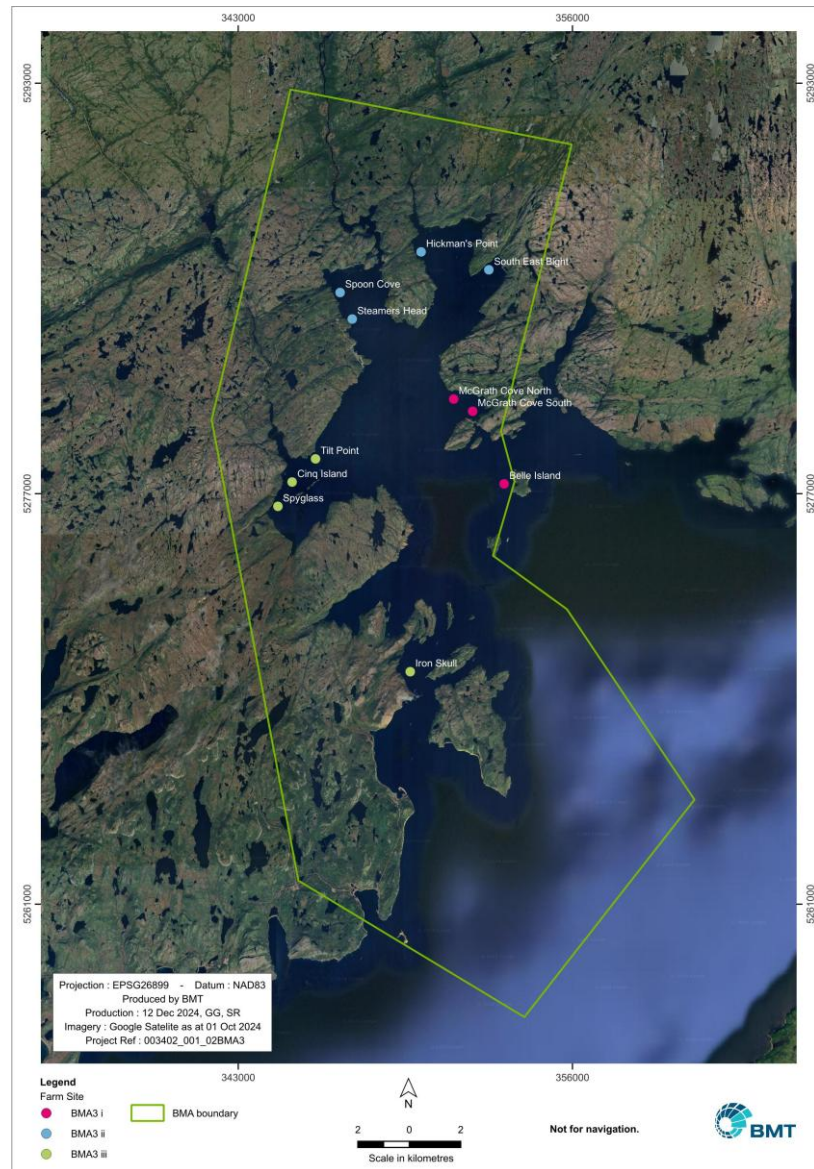 343000
356000
5293000
5293000
Hickman's Point
South East Bight
Spoon Cove
Steamers Head
McGrath Cove North
McGrath Cove South
Tilt Point
Cinq Island
Belle Island
5277000
5277000
Spyglass
Iron Skull
5261000
5261000
Projection : EPSG26899 - Datum : NAD83
Produced by BMT
Production : 12 Dec 2024, GG, SR
Imagery : Google Satelite as at 01 Oct 2024
Project Ref : 003402_001_02BMA3
343000
356000
Legend
Farm Site
BMA3 i
BMA boundary
BMA3 ii
BMA3 iii
N
2 0 2
Scale in kilometres
Not for navigation.
BMT